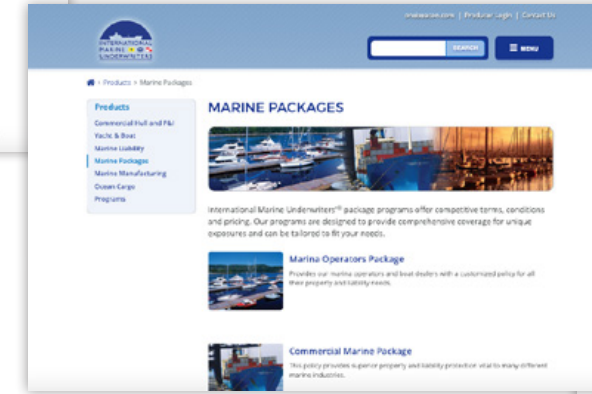 Producer Login | Contact Us
INTERNATIONAL
MARINE
UNDERWRITERS
SEARCH
MENU
> Products > Marine Packages
Products
Commercial Hull and P&I
Yacht & Boat
Marine Liability
Marine Packages
Marine Manufacturing
Ocean Cargo
Programs
MARINE PACKAGES
International Marine Underwriters'® package programs offer competitive terms, conditions
and pricing. Our programs are designed to provide comprehensive coverage for unique
exposures and can be tailored to fit your needs.
Marina Operators Package
Provides our marina operators and boat dealers with a customized policy for all
their property and liability needs.
Commercial Marine Package
This policy provides superior property and liability protection vital to many different
marine industries.